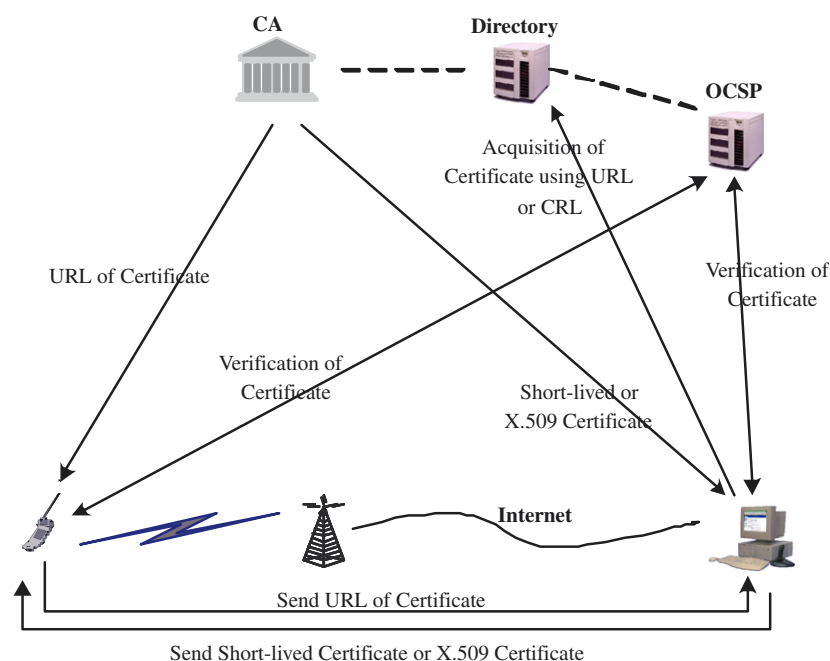 CA
Directory
OCSP
Acquisition of
Certificate using URL
or CRL
URL of Certificate
Verification of
Certificate
Verification of
Certificate
Short-lived or
X.509 Certificate
Internet
Send URL of Certificate
Send Short-lived Certificate or X.509 Certificate